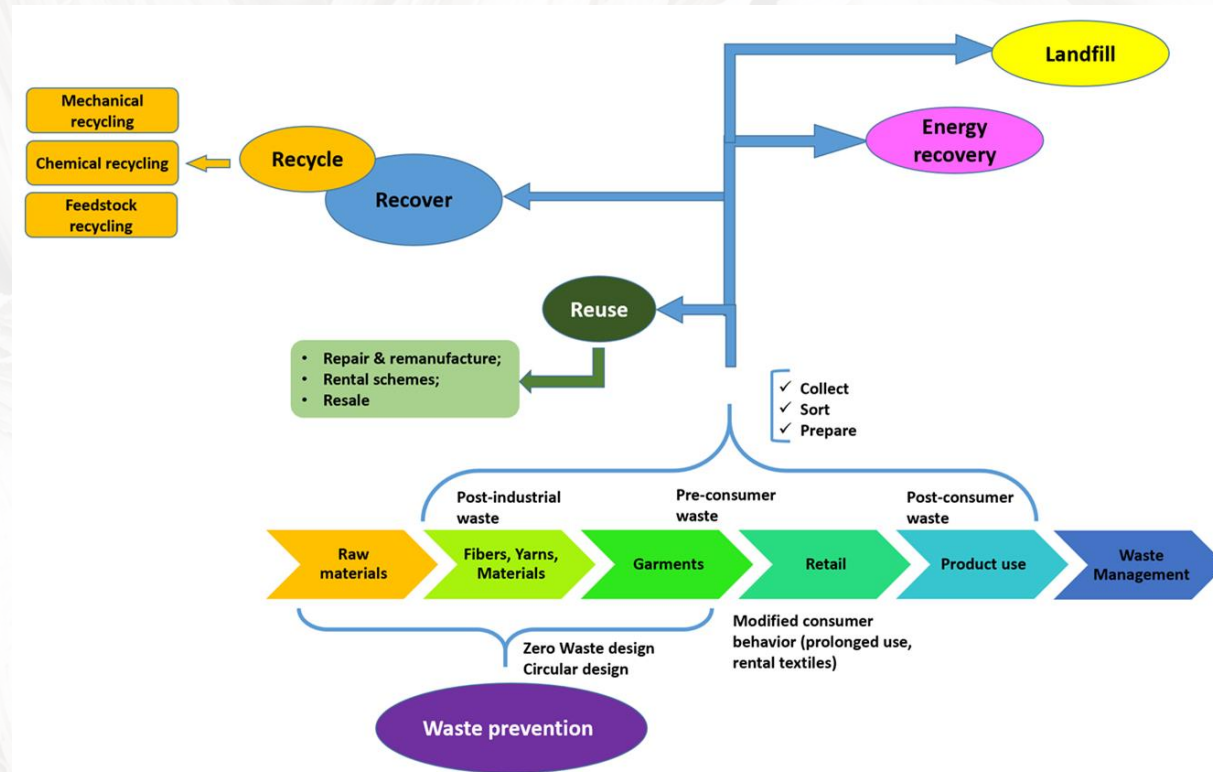 Landfill
Energy
recovery
Mechanical
recycling
Chemical recycling
Feedstock
recycling
Recycle
Recover
Reuse
• Repair & remanufacture;
• Rental schemes;
• Resale
✓ Collect
✓ Sort
✓ Prepare
Post-industrial
waste
Pre-consumer
waste
Post-consumer
waste
Raw
materials
Fibers, Yarns,
Materials
Garments
Retail
Product use
Waste
Management
Zero Waste design
Circular design
Modified consumer
behavior (prolonged use,
rental textiles)
Waste prevention